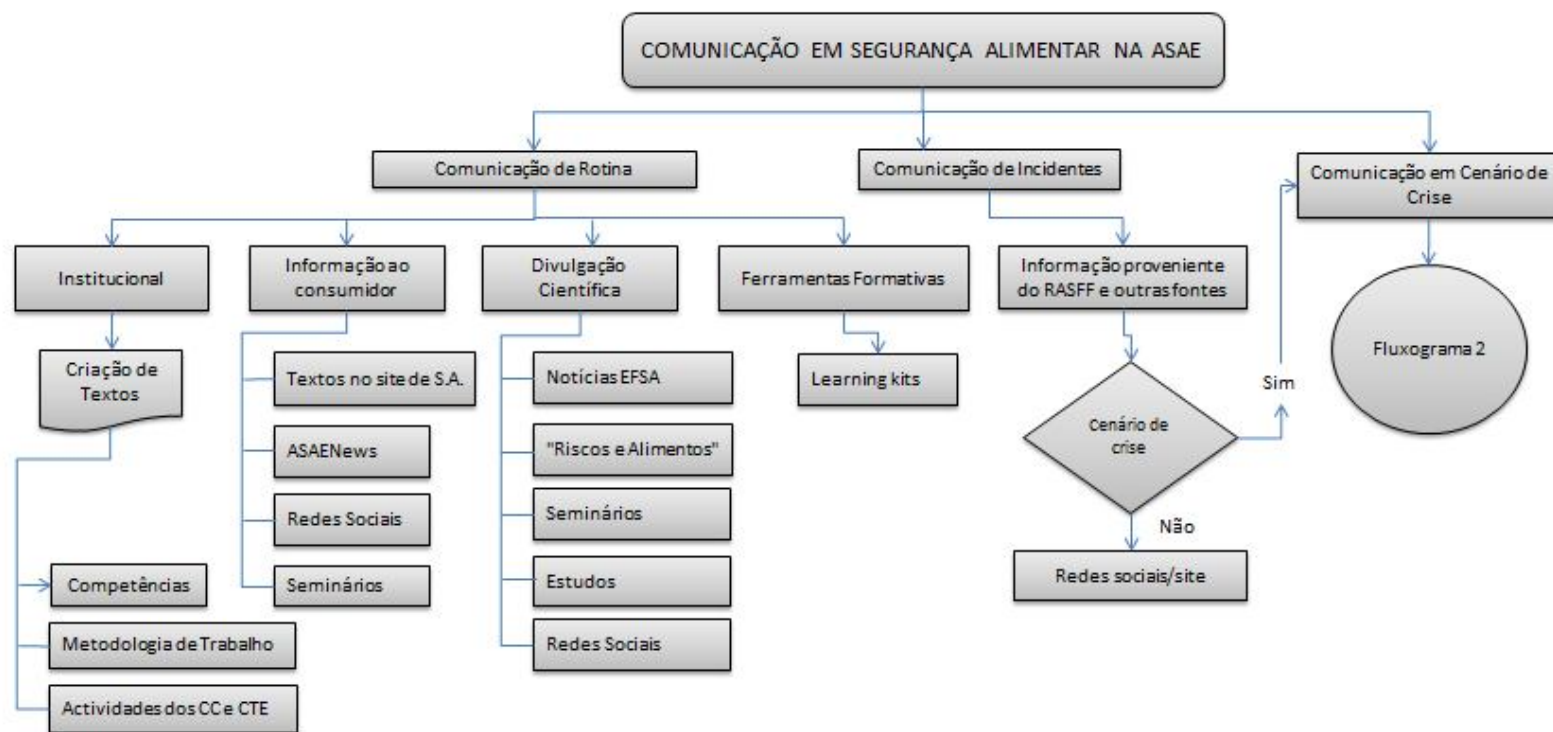 COMUNICAÇÃO EM SEGURANÇA ALIMENTAR NA ASAE
Comunicação de Rotina
Comunicação de Incidentes
Comunicação em Cenário de
Crise
Institucional
Informação ao
consumidor
Divulgação
Científica
Ferramentas Formativas
Informação proveniente
do RASFF e outras fontes
Fluxograma 2
Criação de
Textos
Textos no site de S.A.
Notícias EFSA
Learning kits
Sim
Cenário de
crise
ASAENews
"Riscos e Alimentos"
Redes Sociais
Seminários
Não
Competências
Seminários
Estudos
Redes sociais/site
Metodologia de Trabalho
Redes Sociais
Actividades dos CC e CTE